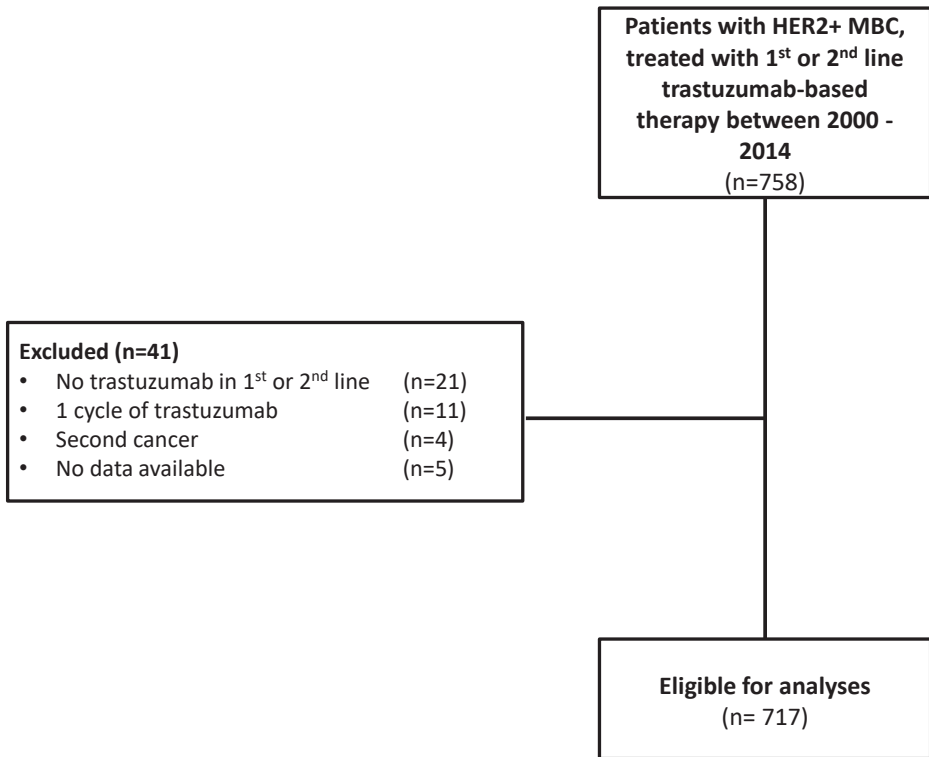 Patients with HER2+ MBC,
treated with 1st or 2nd line
trastuzumab-based
therapy between 2000 -
2014
(n=758)
Excluded (n=41)
• No trastuzumab in 1st or 2nd line (n=21)
• 1 cycle of trastuzumab (n=11)
• Second cancer (n=4)
• No data available (n=5)
Eligible for analyses
(n= 717)